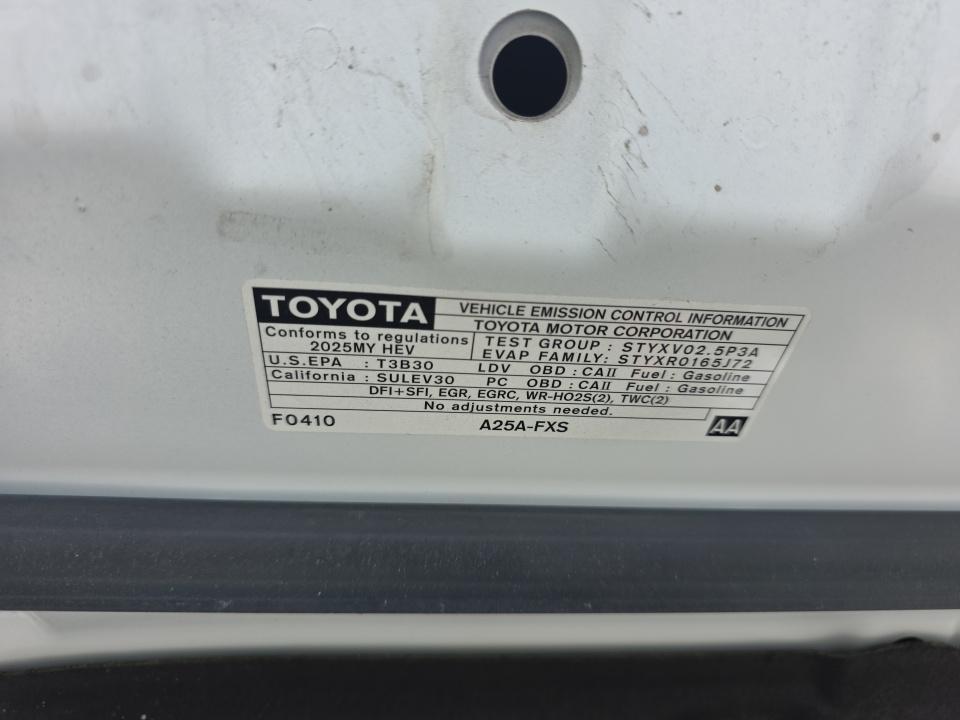 TOYOTA VEHICLE EMISSION CONTROL INFORMATION
Conforms to regulations TOYOTA MOTOR CORPORATION
2025MY HEV TEST GROUP : STYXV02.5P3A
EVAP FAMILY: STYXR0165J72
U.S.EPA : T3B30 LDV OBD : CAII Fuel : Gasoline
California : SULEV30 PC OBD : CAII Fuel : Gasoline
DFI+SFI, EGR, EGRC, WR-HO2S(2), TWC(2)
No adjustments needed.
F0410 A25A-FXS AA